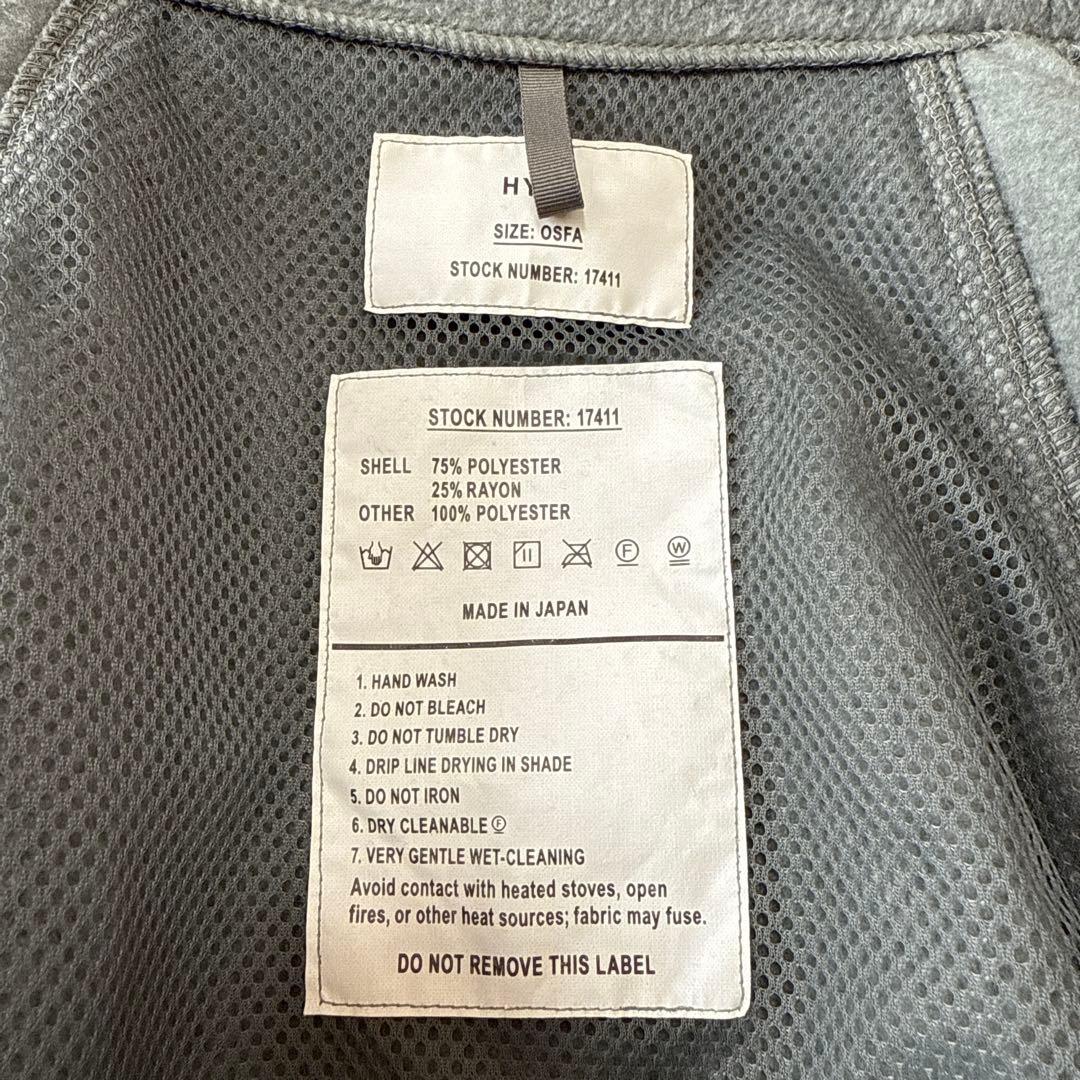 SIZE: OSFA
STOCK NUMBER: 17411
STOCK NUMBER: 17411
SHELL 75% POLYESTER
25% RAYON
OTHER 100% POLYESTER
F W
MADE IN JAPAN
1. HAND WASH
2. DO NOT BLEACH
3. DO NOT TUMBLE DRY
4. DRIP LINE DRYING IN SHADE
5. DO NOT IRON
6. DRY CLEANABLE Ⓕ
7. VERY GENTLE WET-CLEANING
Avoid contact with heated stoves, open
fires, or other heat sources; fabric may fuse.
DO NOT REMOVE THIS LABEL